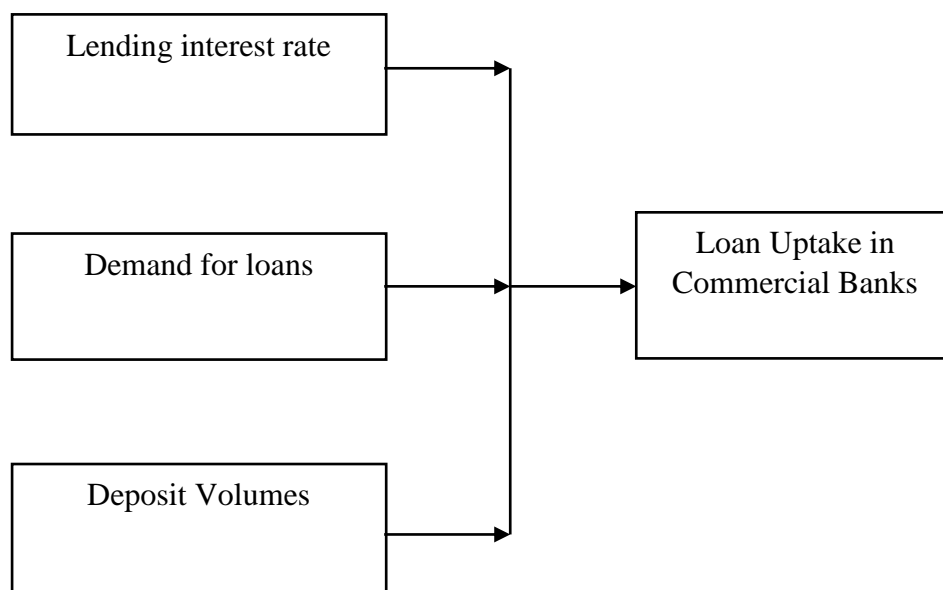 Lending interest rate
Demand for loans
Deposit Volumes
Loan Uptake in
Commercial Banks